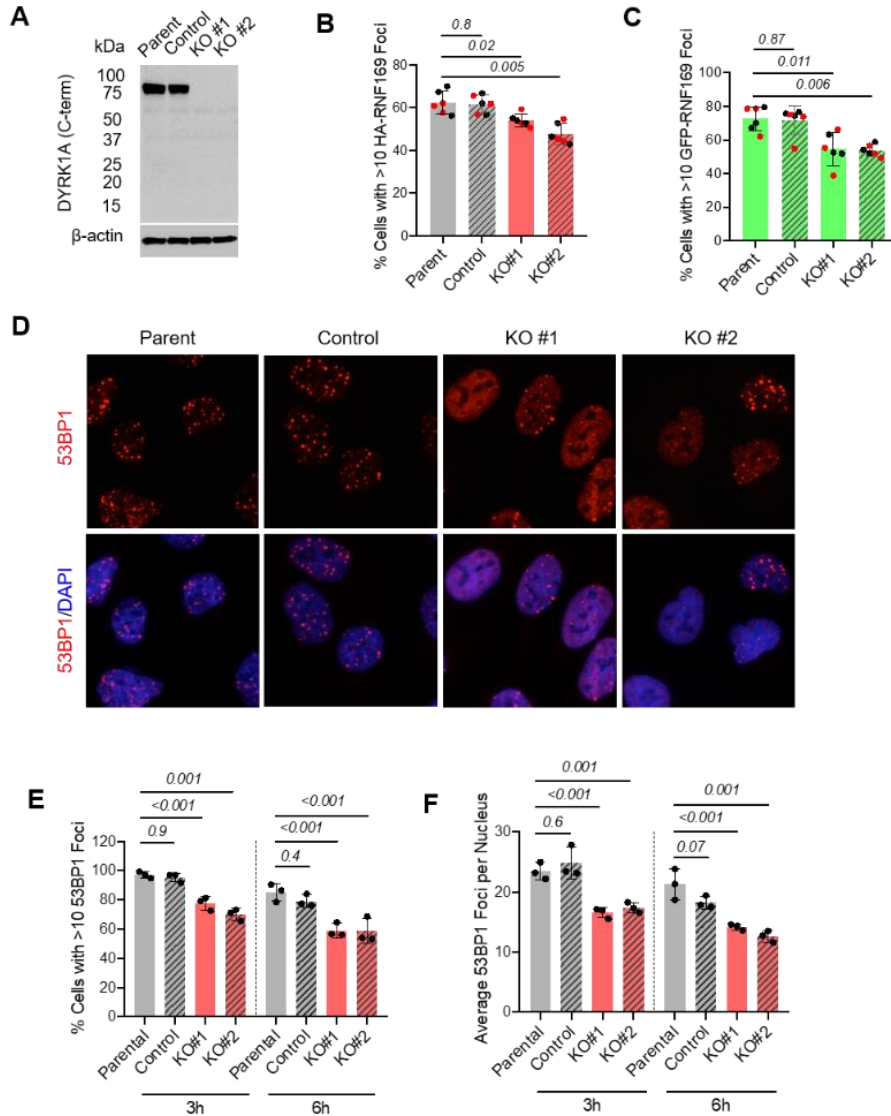 A
kDa
Parent
Control
KO #1
KO #2
DYRK1A (C-term)
100
75
50
37
25
20
15
β-actin
B
0.8
0.02
0.005
% Cells with >10 HA-RNF169 Foci
80
60
40
20
0
Parent
Control
KO#1
KO#2
C
0.87
0.011
0.006
% Cells with >10 GFP-RNF169 Foci
100
80
60
40
20
0
Parent
Control
KO#1
KO#2
D
Parent
Control
KO #1
KO #2
53BP1
53BP1/DAPI
E
0.001
<0.001
0.9
<0.001
<0.001
0.4
% Cells with >10 53BP1 Foci
120
100
80
60
40
20
0
Parental
Control
KO#1
KO#2
Parental
Control
KO#1
KO#2
3h
6h
F
0.001
<0.001
0.6
0.001
<0.001
0.07
Average 53BP1 Foci per Nucleus
30
20
10
0
Parental
Control
KO#1
KO#2
Parental
Control
KO#1
KO#2
3h
6h